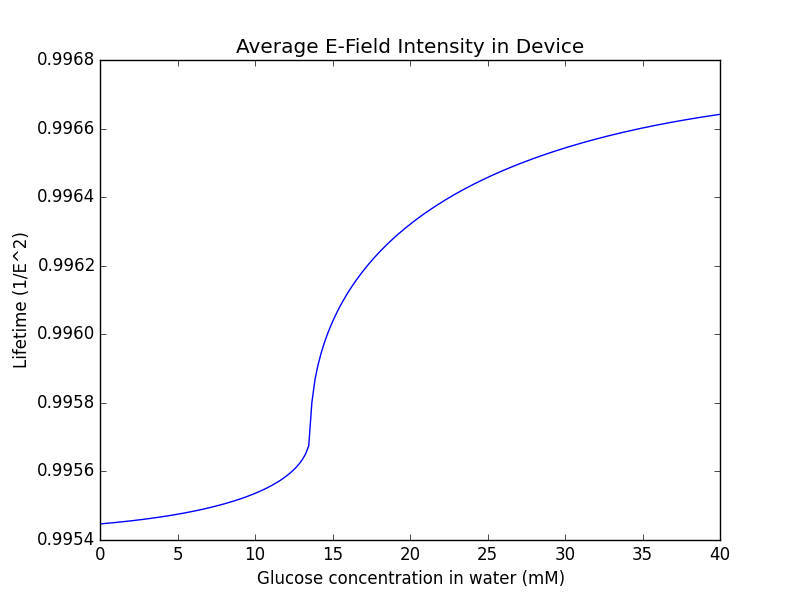 Average E-Field Intensity in Device
0.9968
0.9966
0.9964
0.9962
0.9960
0.9958
0.9956
0.9954
Lifetime (1/E^2)
0 5 10 15 20 25 30 35 40
Glucose concentration in water (mM)